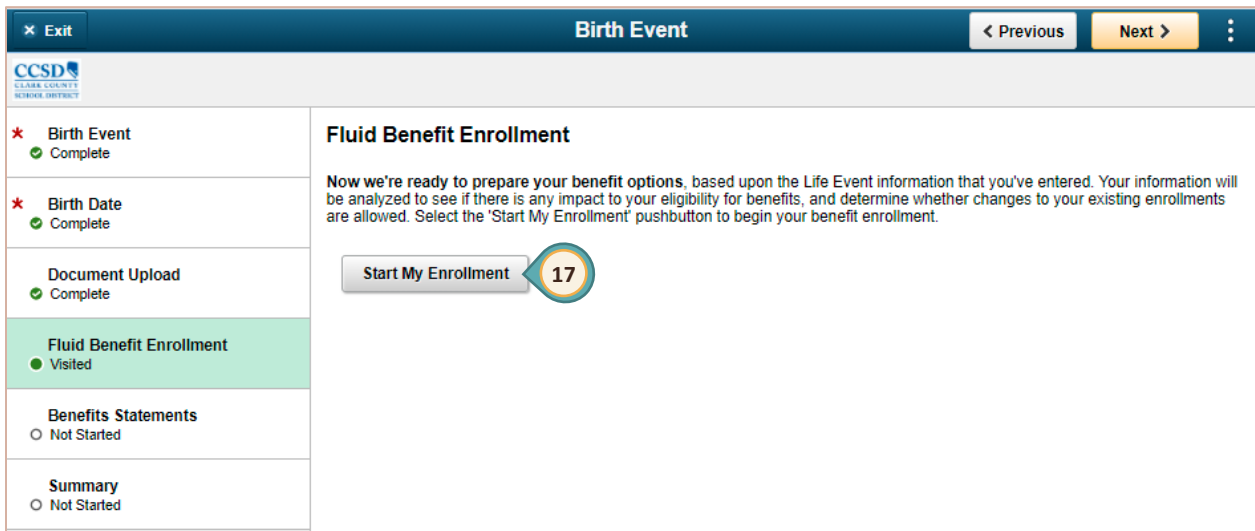 × Exit
Birth Event
Previous
Next
CCSD
CLARK COUNTY
SCHOOL DISTRICT
* Birth Event
Complete
* Birth Date
Complete
Document Upload
Complete
Fluid Benefit Enrollment
Visited
Benefits Statements
Not Started
Summary
Not Started
Fluid Benefit Enrollment
Now we're ready to prepare your benefit options, based upon the Life Event information that you've entered. Your information will
be analyzed to see if there is any impact to your eligibility for benefits, and determine whether changes to your existing enrollments
are allowed. Select the 'Start My Enrollment' pushbutton to begin your benefit enrollment.
Start My Enrollment
17